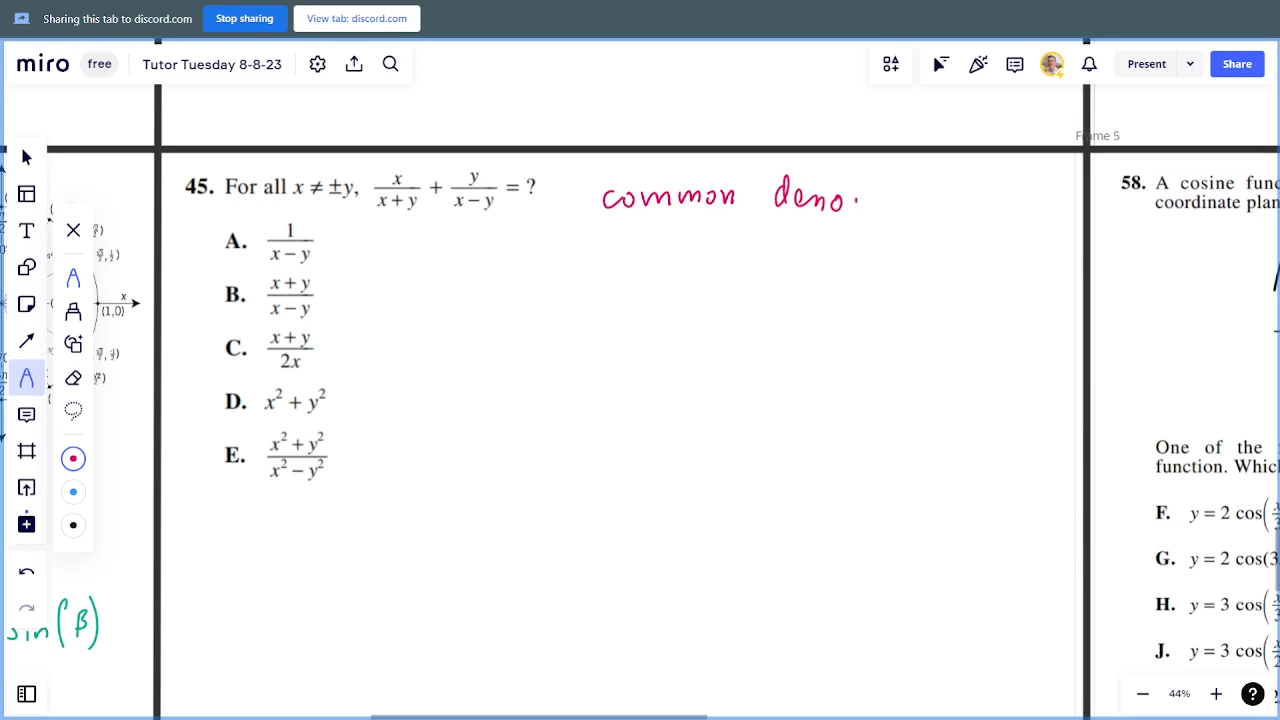 Sharing this tab to discord.com Stop sharing View tab: discord.com
miro free Tutor Tuesday 8-8-23 Present Share
Frame 5
45. For all x ≠ ±y, x/(x + y) + y/(x − y) = ? common deno.
A. 1/(x − y)
B. (x + y)/(x − y)
C. (x + y)/2x
D. x² + y²
E. (x² + y²)/(x² − y²)
x
(1,0)
sin(β)
58. A cosine func
coordinate plan
One of the
function. Whic
F. y = 2 cos(
G. y = 2 cos(3
H. y = 3 cos(
J. y = 3 cos(
44%